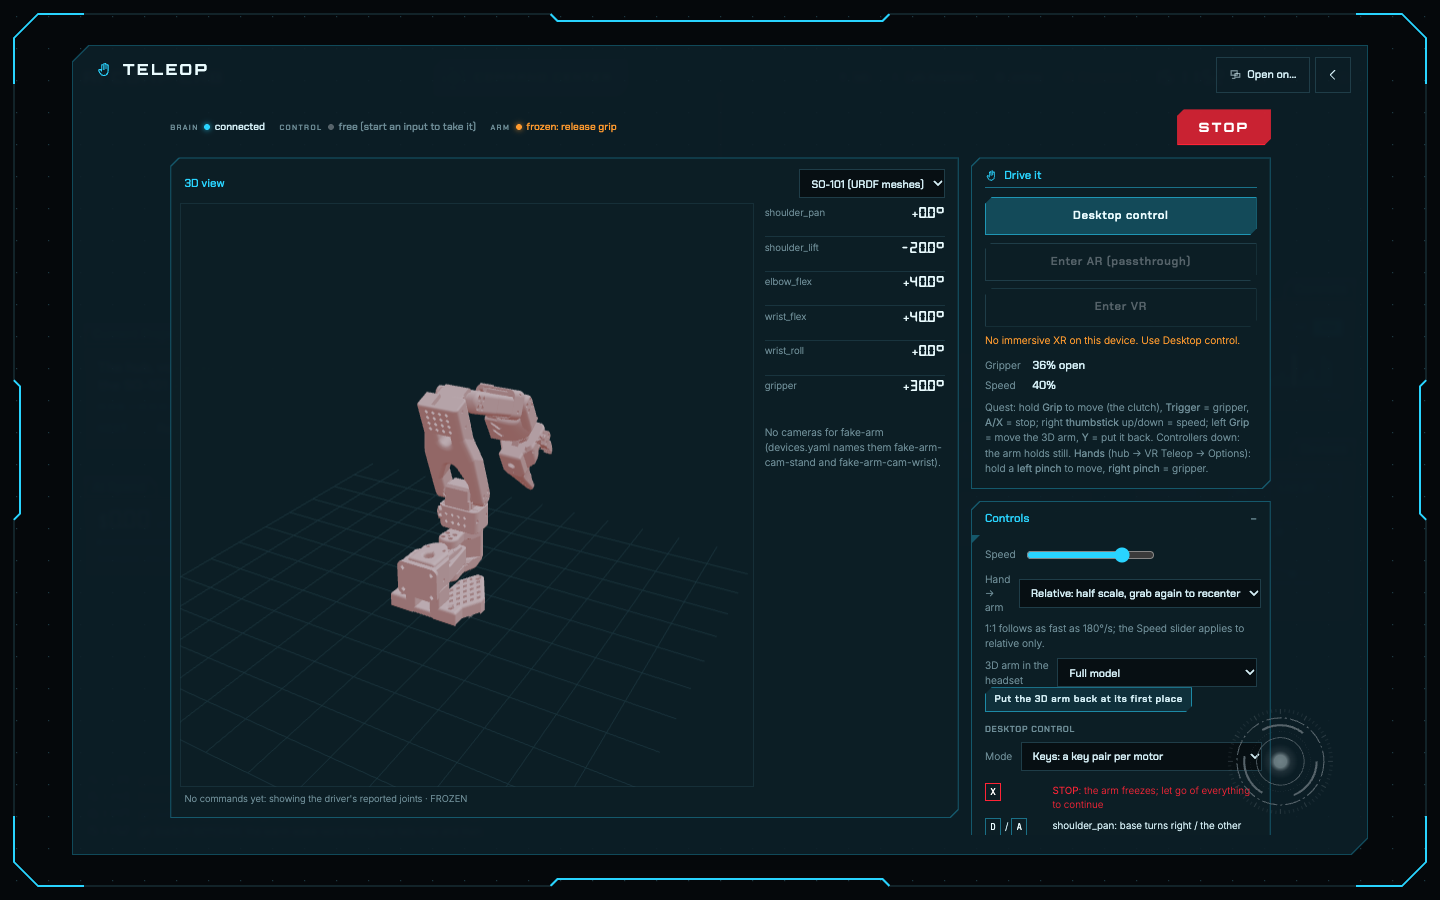 TELEOP
Open on...
BRAIN connected CONTROL free (start an input to take it) ARM frozen: release grip
STOP
3D view
SO-101 (URDF meshes)
shoulder_pan +0.0°
shoulder_lift -20.0°
elbow_flex +40.0°
wrist_flex +40.0°
wrist_roll +0.0°
gripper +30.0°
No cameras for fake-arm
(devices.yaml names them fake-arm-
cam-stand and fake-arm-cam-wrist).
No commands yet: showing the driver's reported joints · FROZEN
Drive it
Desktop control
Enter AR (passthrough)
Enter VR
No immersive XR on this device. Use Desktop control.
Gripper 36% open
Speed 40%
Quest: hold Grip to move (the clutch), Trigger = gripper,
A/X = stop; right thumbstick up/down = speed; left Grip
= move the 3D arm, Y = put it back. Controllers down:
the arm holds still. Hands (hub → VR Teleop → Options):
hold a left pinch to move, right pinch = gripper.
Controls −
Speed
Hand
→
arm
Relative: half scale, grab again to recenter
1:1 follows as fast as 180°/s; the Speed slider applies to
relative only.
3D arm in the
headset
Full model
Put the 3D arm back at its first place
DESKTOP CONTROL
Mode Keys: a key pair per motor
X STOP: the arm freezes; let go of everything
to continue
D / A shoulder_pan: base turns right / the other